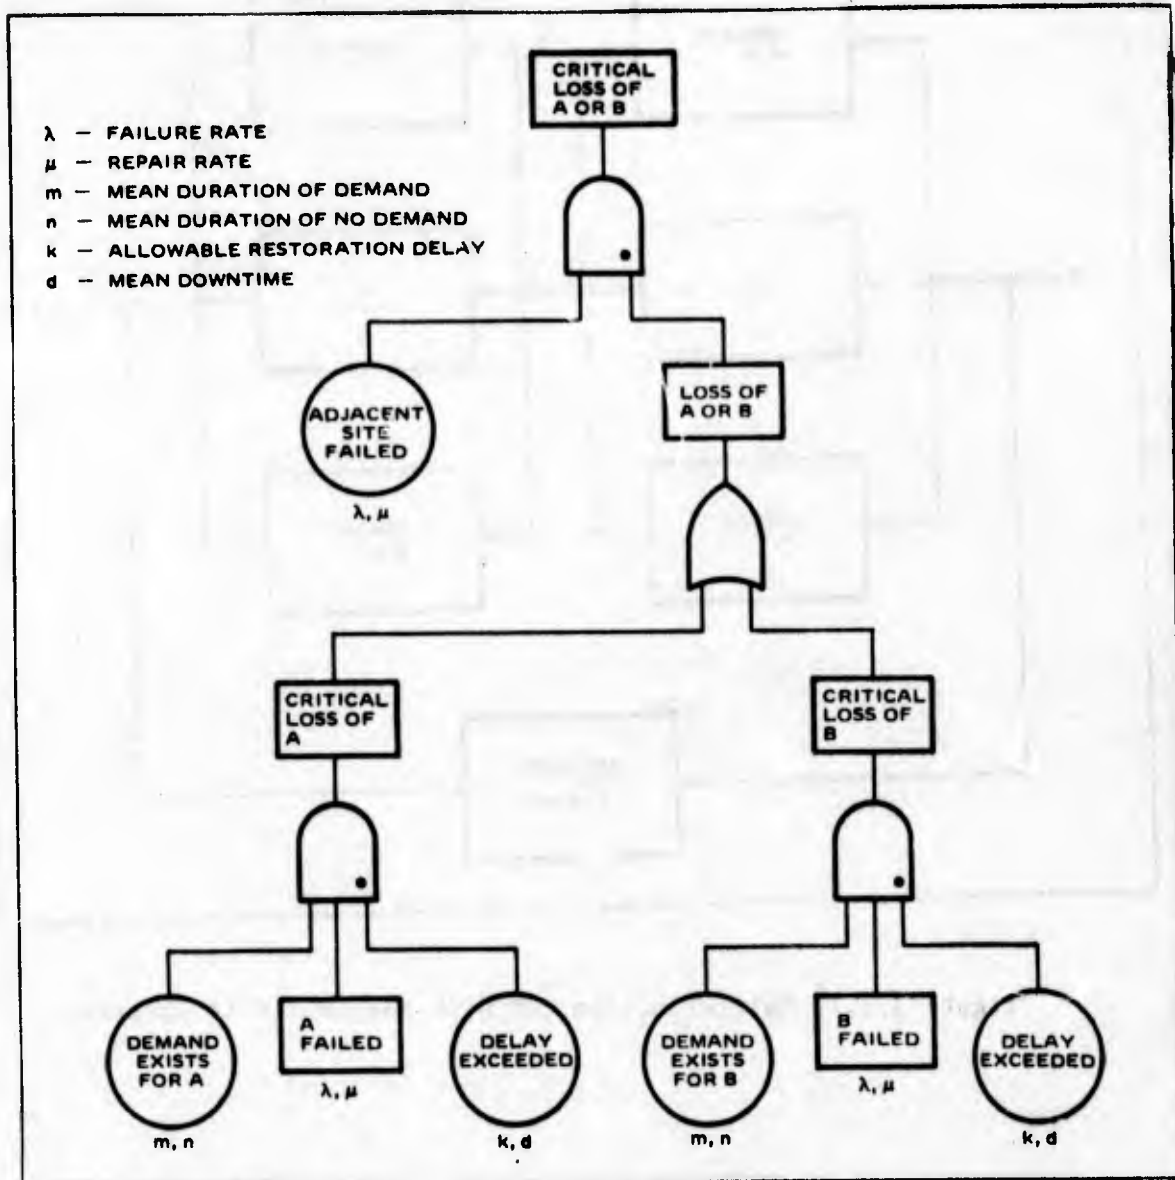 CRITICAL
LOSS OF
A OR B
λ – FAILURE RATE
μ – REPAIR RATE
m – MEAN DURATION OF DEMAND
n – MEAN DURATION OF NO DEMAND
k – ALLOWABLE RESTORATION DELAY
d – MEAN DOWNTIME
ADJACENT
SITE
FAILED
λ, μ
LOSS OF
A OR B
CRITICAL
LOSS OF
A
CRITICAL
LOSS OF
B
DEMAND
EXISTS
FOR A
m, n
A
FAILED
λ, μ
DELAY
EXCEEDED
k, d
DEMAND
EXISTS
FOR B
m, n
B
FAILED
λ, μ
DELAY
EXCEEDED
k, d